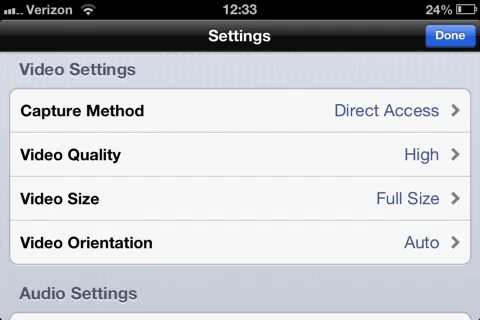 Verizon 12:33 24%
Settings Done
Video Settings
Capture Method Direct Access
Video Quality High
Video Size Full Size
Video Orientation Auto
Audio Settings